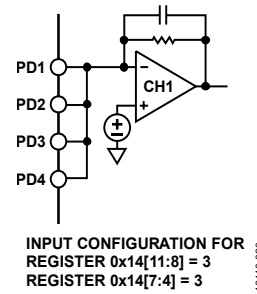 PD1
PD2
PD3
PD4
−
CH1
+
INPUT CONFIGURATION FOR
REGISTER 0x14[11:8] = 3
REGISTER 0x14[7:4] = 3